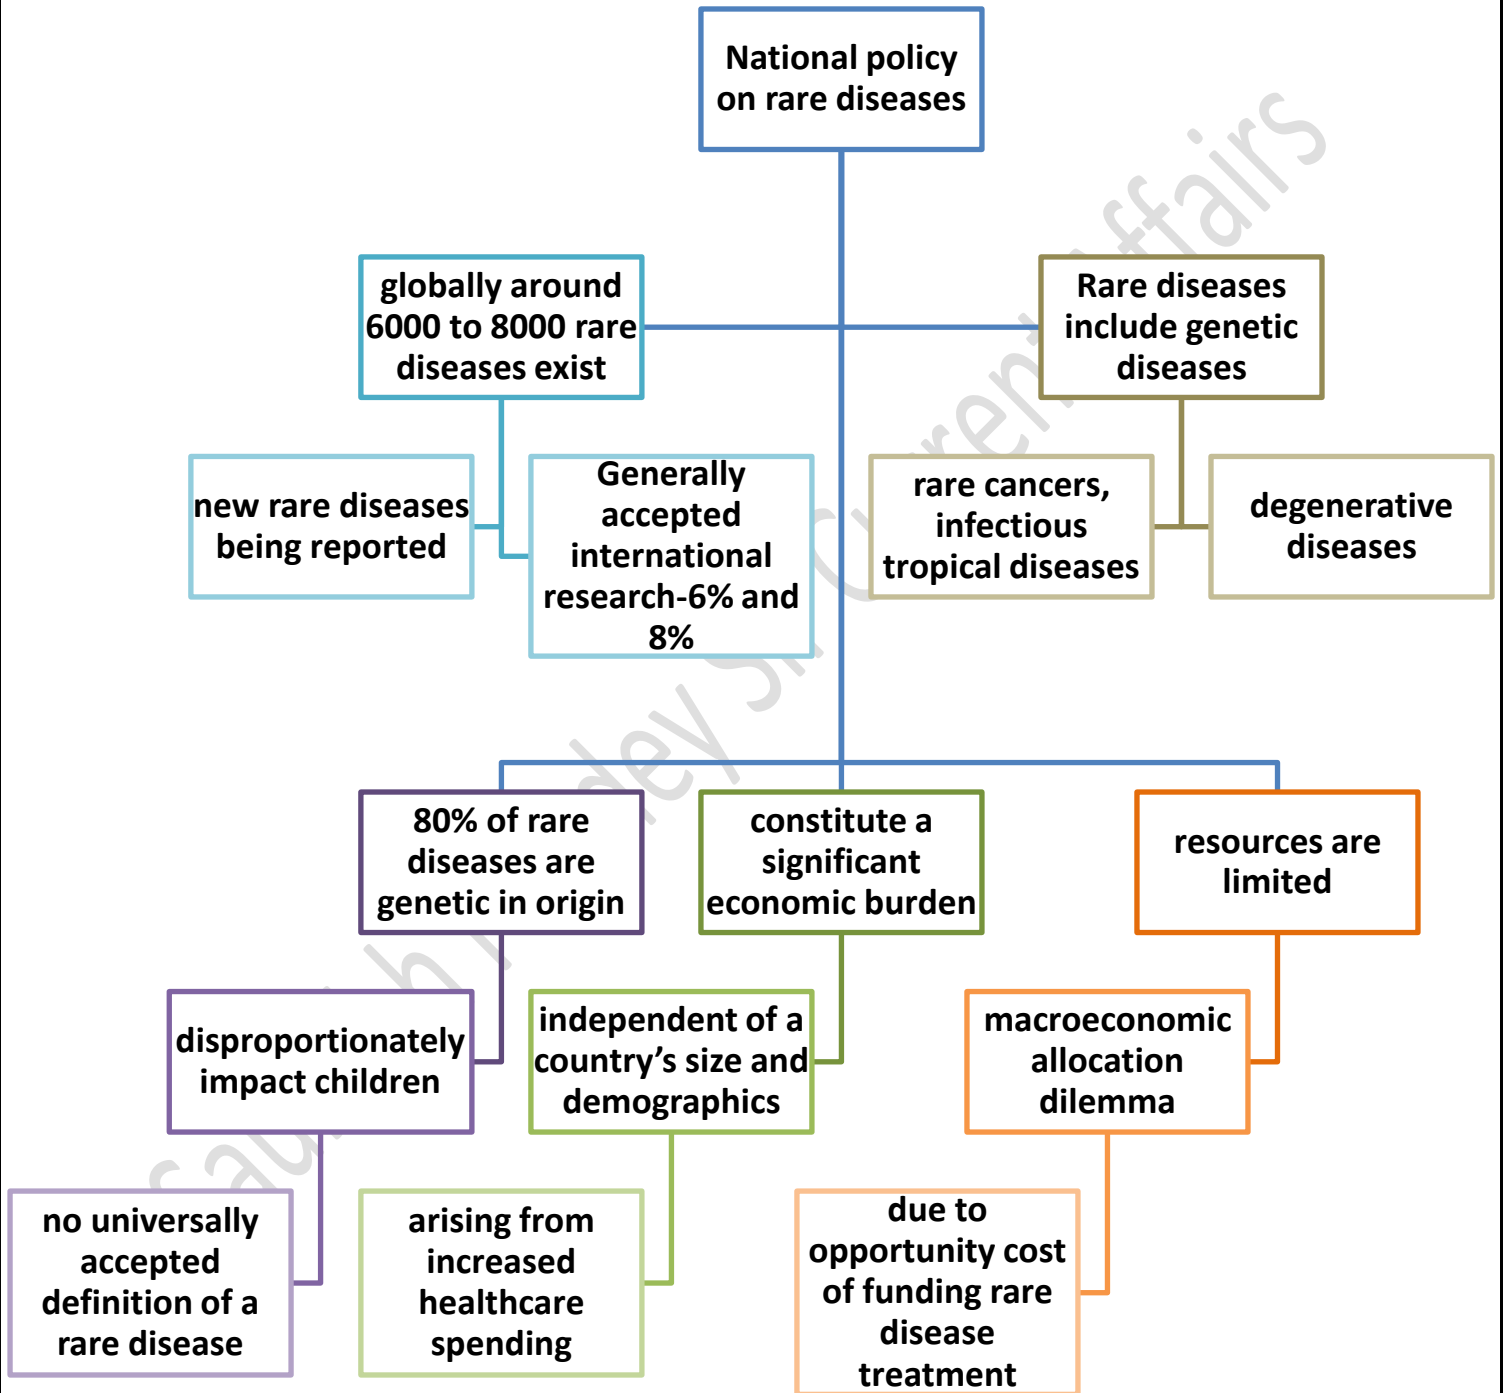 National policy
on rare diseases
globally around
6000 to 8000 rare
diseases exist
Rare diseases
include genetic
diseases
new rare diseases
being reported
Generally
accepted
international
research-6% and
8%
rare cancers,
infectious
tropical diseases
degenerative
diseases
80% of rare
diseases are
genetic in origin
constitute a
significant
economic burden
resources are
limited
disproportionately
impact children
independent of a
country’s size and
demographics
macroeconomic
allocation
dilemma
no universally
accepted
definition of a
rare disease
arising from
increased
healthcare
spending
due to
opportunity cost
of funding rare
disease
treatment